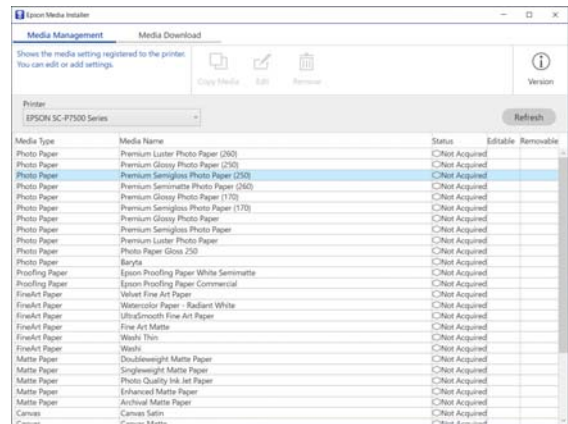 Epson Media Installer
Media Management Media Download
Shows the media setting registered to the printer.
You can edit or add settings.
Copy Media Edit Remove Version
Printer
EPSON SC-P7500 Series Refresh
Media Type Media Name Status Editable Removable
Photo Paper Premium Luster Photo Paper (260) Not Acquired
Photo Paper Premium Glossy Photo Paper (250) Not Acquired
Photo Paper Premium Semigloss Photo Paper (250) Not Acquired
Photo Paper Premium Semimatte Photo Paper (260) Not Acquired
Photo Paper Premium Glossy Photo Paper (170) Not Acquired
Photo Paper Premium Semigloss Photo Paper (170) Not Acquired
Photo Paper Premium Glossy Photo Paper Not Acquired
Photo Paper Premium Semigloss Photo Paper Not Acquired
Photo Paper Premium Luster Photo Paper Not Acquired
Photo Paper Photo Paper Gloss 250 Not Acquired
Photo Paper Baryta Not Acquired
Proofing Paper Epson Proofing Paper White Semimatte Not Acquired
Proofing Paper Epson Proofing Paper Commercial Not Acquired
FineArt Paper Velvet Fine Art Paper Not Acquired
FineArt Paper Watercolor Paper - Radiant White Not Acquired
FineArt Paper UltraSmooth Fine Art Paper Not Acquired
FineArt Paper Fine Art Matte Not Acquired
FineArt Paper Washi Thin Not Acquired
FineArt Paper Washi Not Acquired
Matte Paper Doubleweight Matte Paper Not Acquired
Matte Paper Singleweight Matte Paper Not Acquired
Matte Paper Photo Quality Ink Jet Paper Not Acquired
Matte Paper Enhanced Matte Paper Not Acquired
Matte Paper Archival Matte Paper Not Acquired
Canvas Canvas Satin Not Acquired
Canvas Canvas Matte Not Acquired